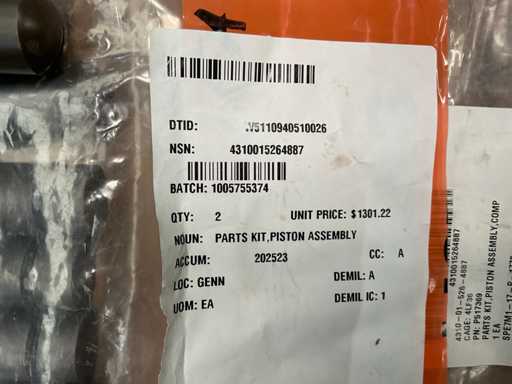 DTID: V5110940510026
NSN: 4310015264887
BATCH: 1005755374
QTY: 2 UNIT PRICE: $1301.22
NOUN: PARTS KIT,PISTON ASSEMBLY
ACCUM: 202523 CC: A
LOC: GENN DEMIL: A
UOM: EA DEMIL IC: 1
4310015264887
4310-01-526-4887
CAGE: 4LF36
PN: P517369
PARTS KIT,PISTON ASSEMBLY,COMP
1 EA